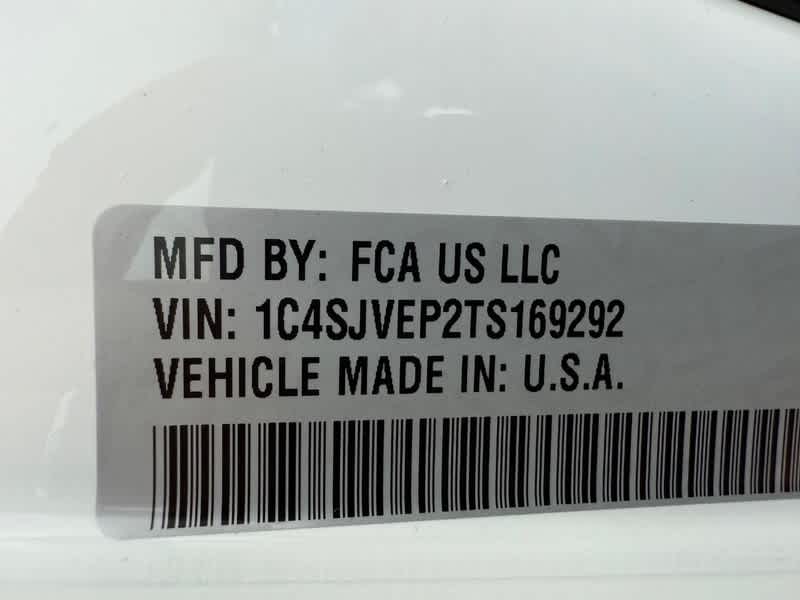 MFD BY: FCA US LLC
VIN: 1C4SJVEP2TS169292
VEHICLE MADE IN: U.S.A.